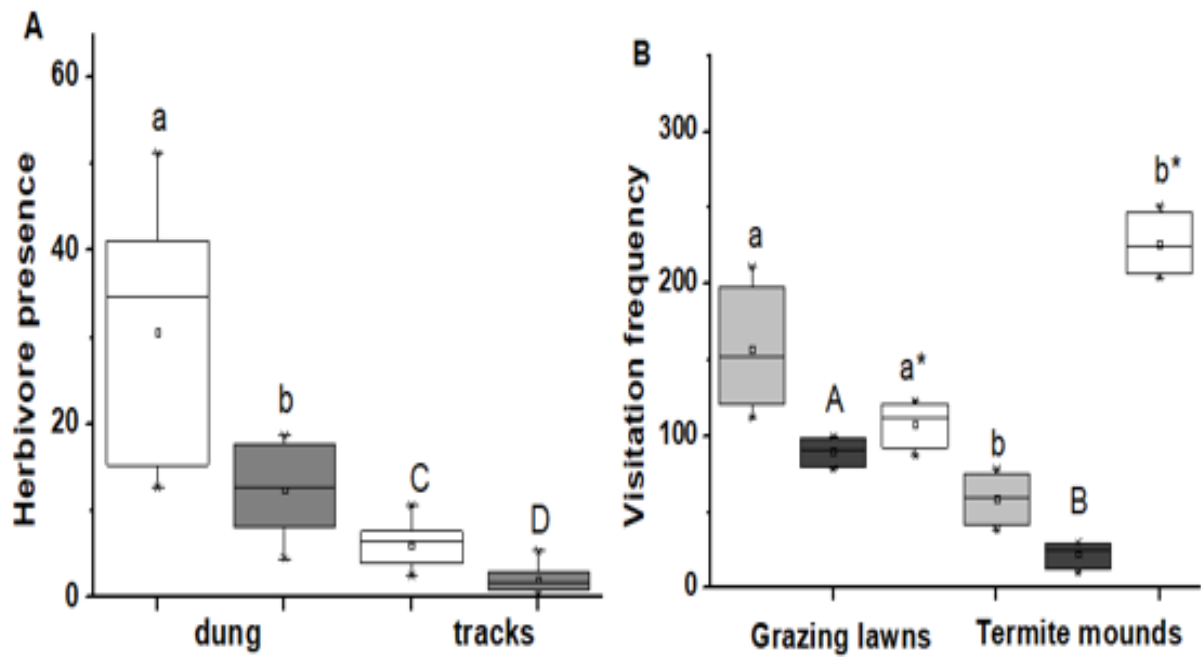 A
Herbivore presence
60
40
20
0
a
b
C
D
dung
tracks
B
Visitation frequency
300
200
100
0
a
A
a*
b
B
b*
Grazing lawns
Termite mounds